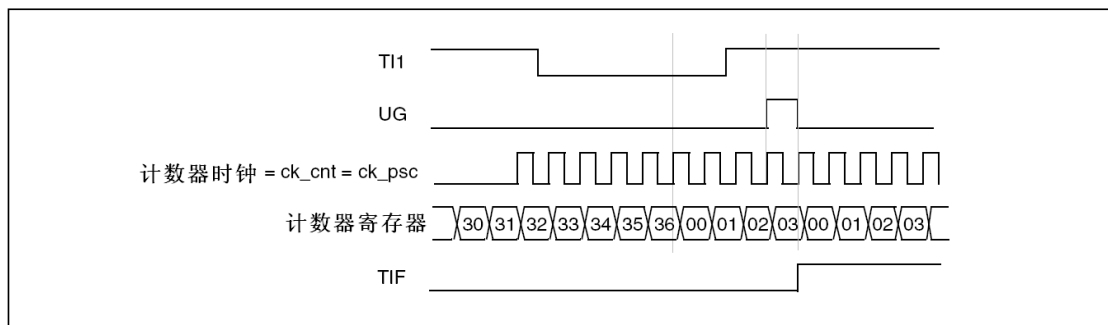 TI1
UG
计数器时钟 = ck_cnt = ck_psc
计数器寄存器 30 31 32 33 34 35 36 00 01 02 03 00 01 02 03
TIF